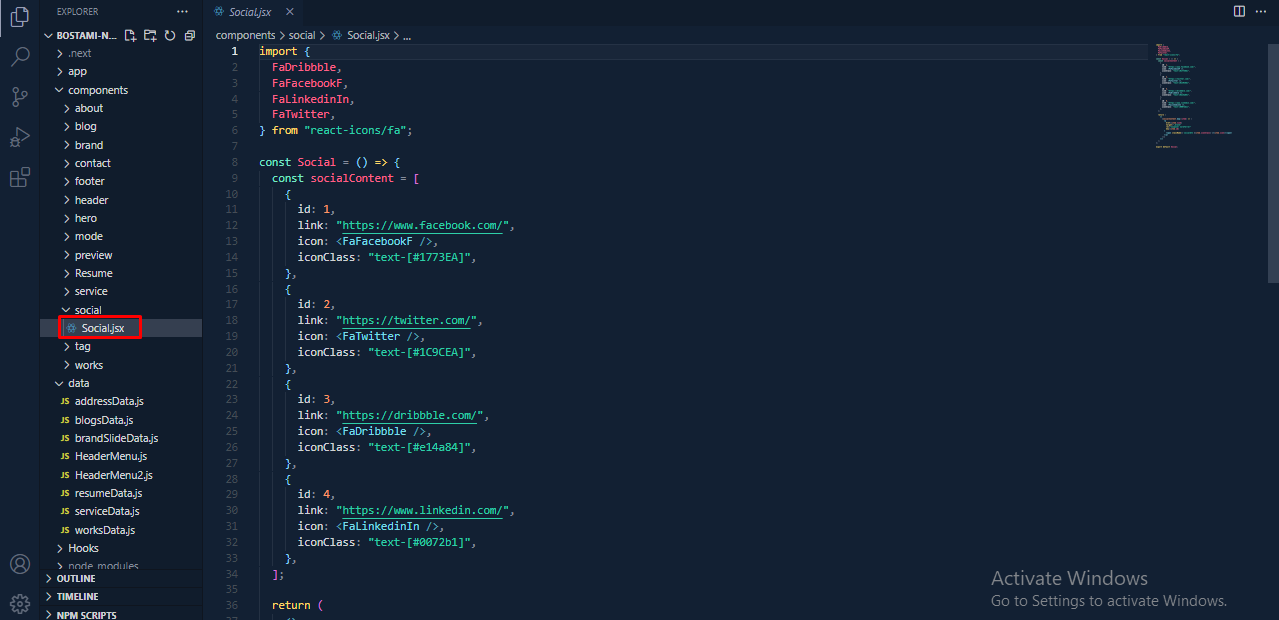 EXPLORER
BOSTAMI-N...
.next
app
components
about
blog
brand
contact
footer
header
hero
mode
preview
Resume
service
social
Social.jsx
tag
works
data
JS addressData.js
JS blogsData.js
JS brandSlideData.js
JS HeaderMenu.js
JS HeaderMenu2.js
JS resumeData.js
JS serviceData.js
JS worksData.js
Hooks
node_modules
OUTLINE
TIMELINE
NPM SCRIPTS
Social.jsx
components > social > Social.jsx > ...
1 import {
2 FaDribbble,
3 FaFacebookF,
4 FaLinkedinIn,
5 FaTwitter,
6 } from "react-icons/fa";
7
8 const Social = () => {
9 const socialContent = [
10 {
11 id: 1,
12 link: "https://www.facebook.com/",
13 icon: <FaFacebookF />,
14 iconClass: "text-[#1773EA]",
15 },
16 {
17 id: 2,
18 link: "https://twitter.com/",
19 icon: <FaTwitter />,
20 iconClass: "text-[#1C9CEA]",
21 },
22 {
23 id: 3,
24 link: "https://dribbble.com/",
25 icon: <FaDribbble />,
26 iconClass: "text-[#e14a84]",
27 },
28 {
29 id: 4,
30 link: "https://www.linkedin.com/",
31 icon: <FaLinkedinIn />,
32 iconClass: "text-[#0072b1]",
33 },
34 ];
35
36 return (
Activate Windows
Go to Settings to activate Windows.